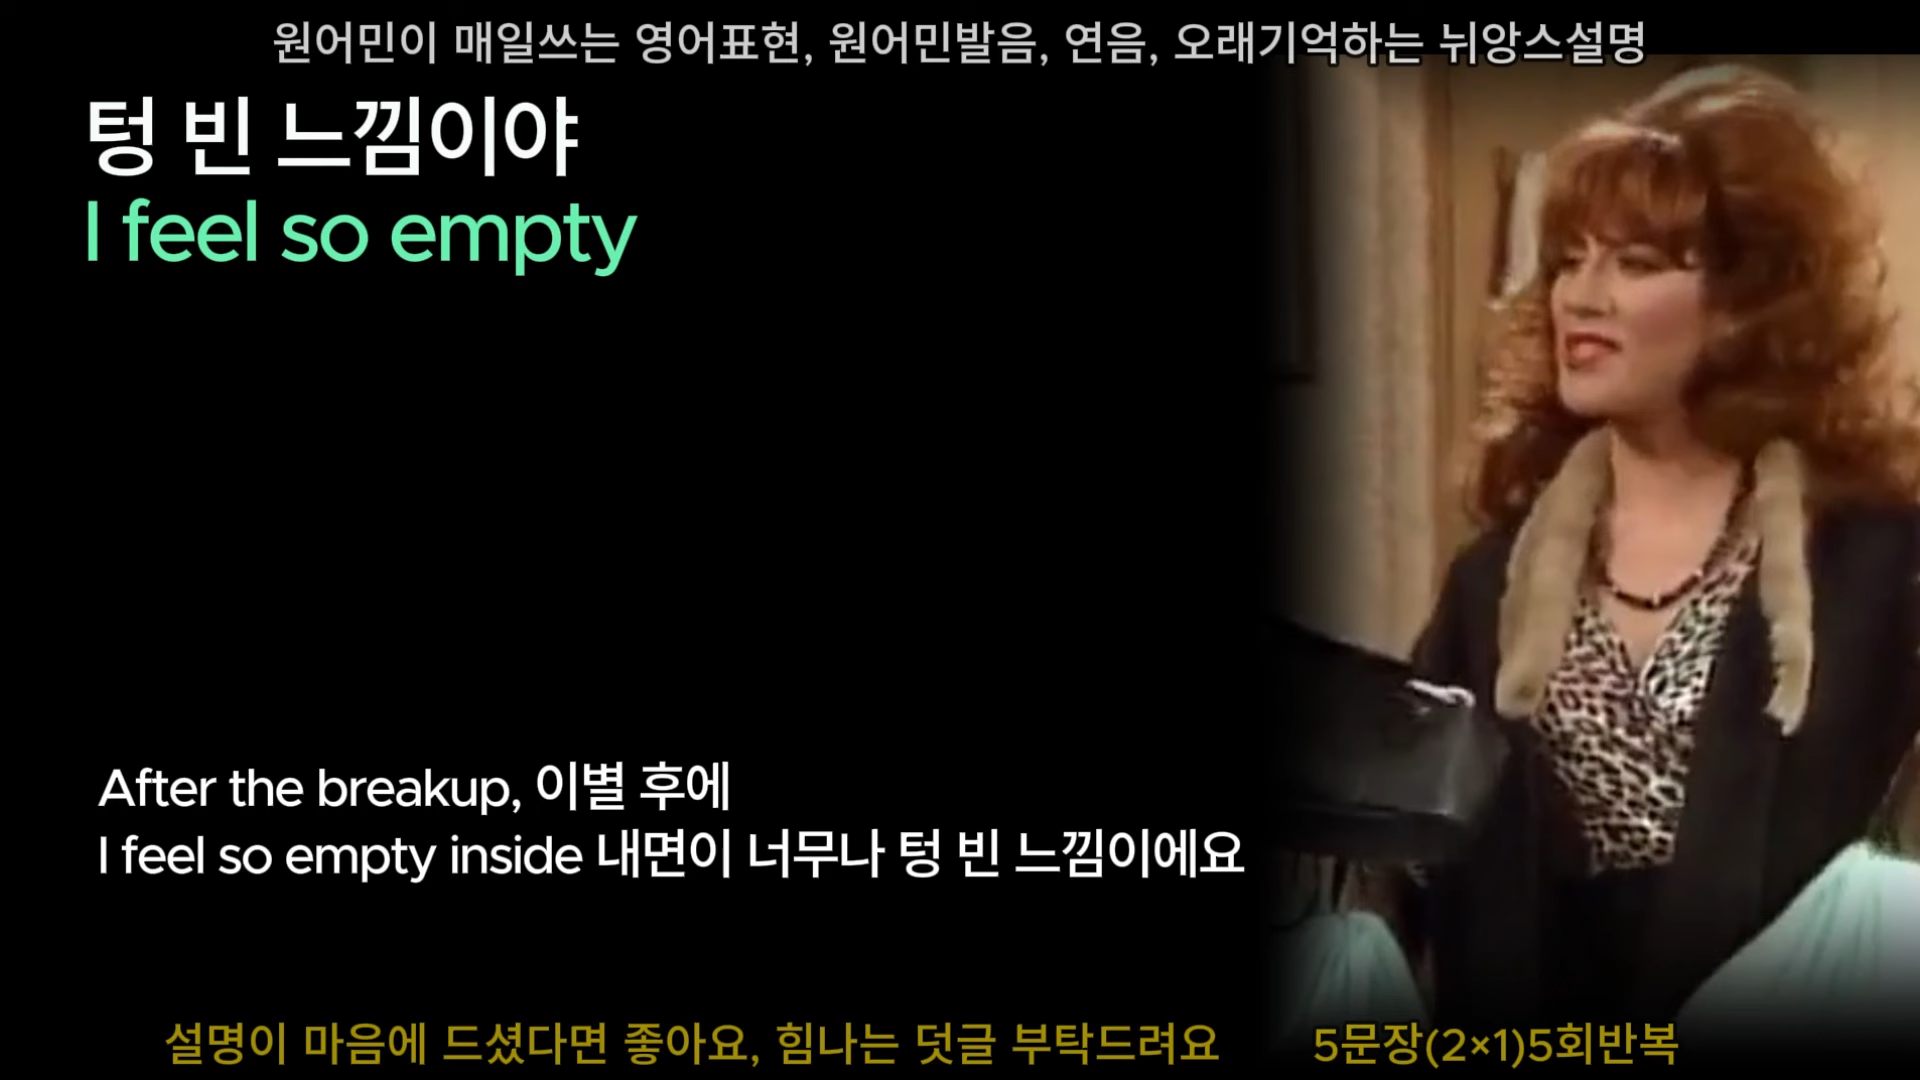 원어민이 매일쓰는 영어표현, 원어민발음, 연음, 오래기억하는 뉘앙스설명
텅 빈 느낌이야
I feel so empty
After the breakup, 이별 후에
I feel so empty inside 내면이 너무나 텅 빈 느낌이에요
설명이 마음에 드셨다면 좋아요, 힘나는 덧글 부탁드려요
5문장(2×1)5회반복